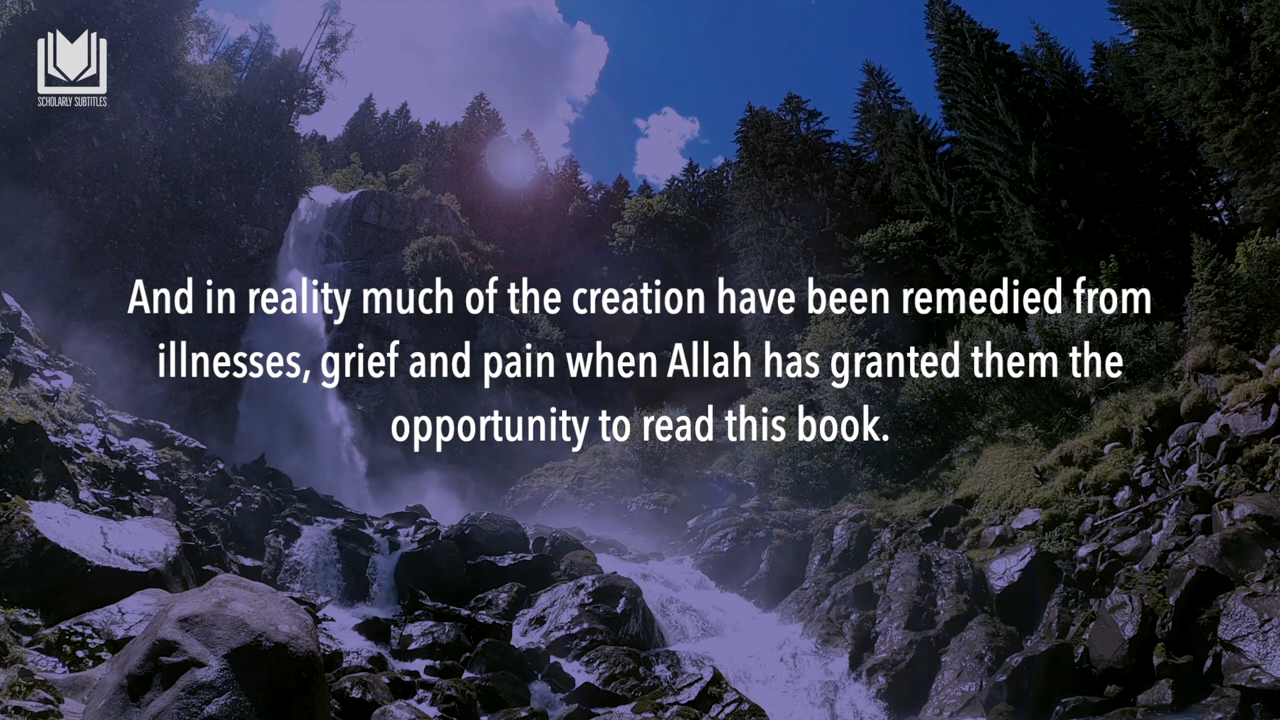 SCHOLARLY SUBTITLES
And in reality much of the creation have been remedied from
illnesses, grief and pain when Allah has granted them the
opportunity to read this book.